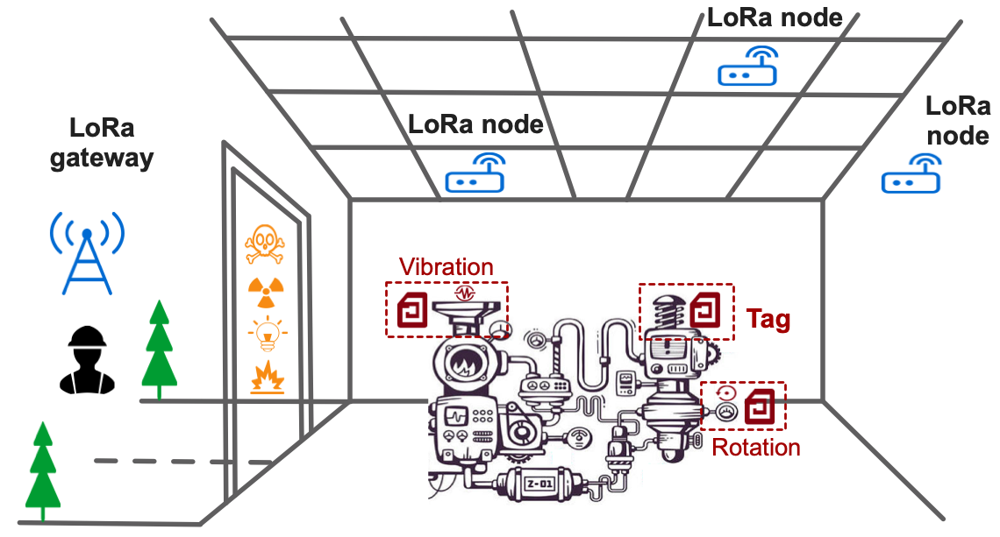 LoRa node
LoRa
node
LoRa node
LoRa
gateway
Vibration
Tag
Rotation
Z-01